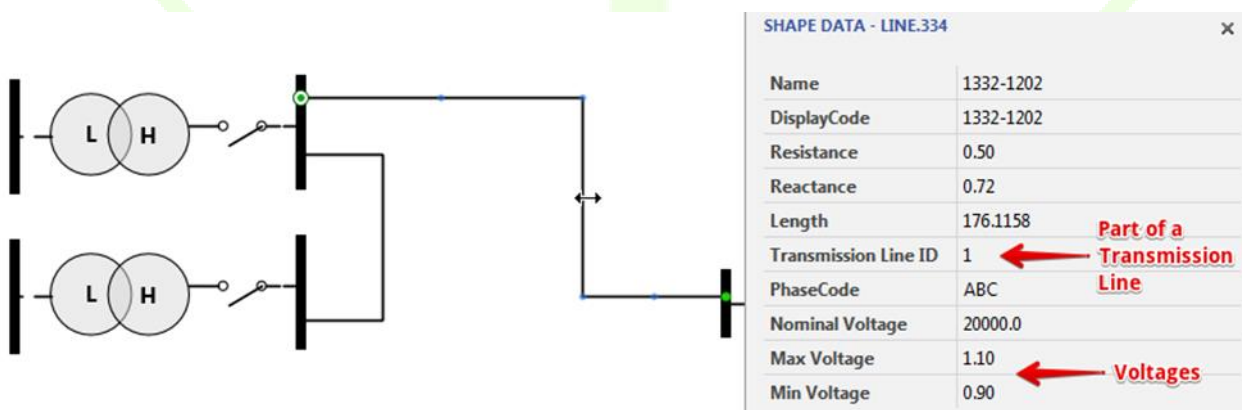 SHAPE DATA - LINE.334 ×
Name 1332-1202
DisplayCode 1332-1202
Resistance 0.50
Reactance 0.72
Length 176.1158
Transmission Line ID 1
PhaseCode ABC
Nominal Voltage 20000.0
Max Voltage 1.10
Min Voltage 0.90
Part of a
Transmission
Line
Voltages
L H
L H